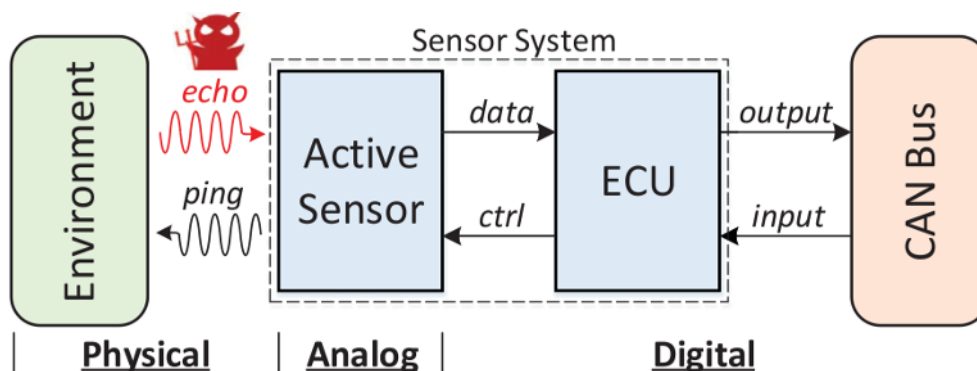 Sensor System
Environment
echo
ping
Active
Sensor
data
ctrl
ECU
output
input
CAN Bus
Physical
Analog
Digital